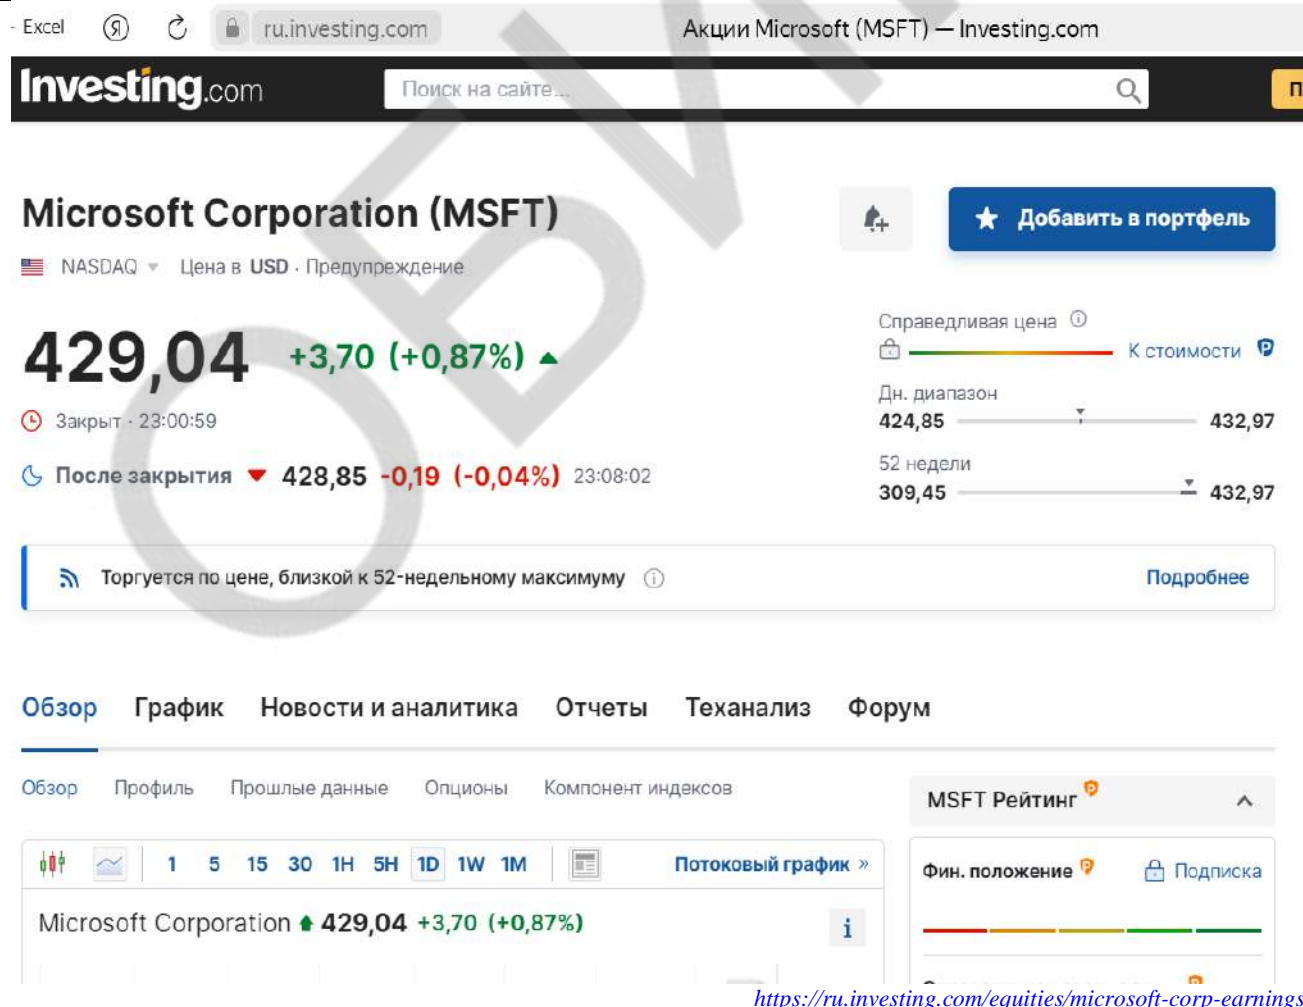 - Excel Я ru.investing.com Акции Microsoft (MSFT) — Investing.com
Investing.com Поиск на сайте... П
Microsoft Corporation (MSFT) Добавить в портфель
NASDAQ Цена в USD · Предупреждение
Справедливая цена
429,04 +3,70 (+0,87%) К стоимости
Дн. диапазон
Закрыт · 23:00:59 424,85 432,97
52 недели
После закрытия 428,85 -0,19 (-0,04%) 23:08:02 309,45 432,97
Торгуется по цене, близкой к 52-недельному максимуму Подробнее
Обзор График Новости и аналитика Отчеты Теханализ Форум
Обзор Профиль Прошлые данные Опционы Компонент индексов
MSFT Рейтинг
1 5 15 30 1H 5H 1D 1W 1M Потоковый график »
Фин. положение Подписка
Microsoft Corporation 429,04 +3,70 (+0,87%) i
https://ru.investing.com/equities/microsoft-corp-earnings